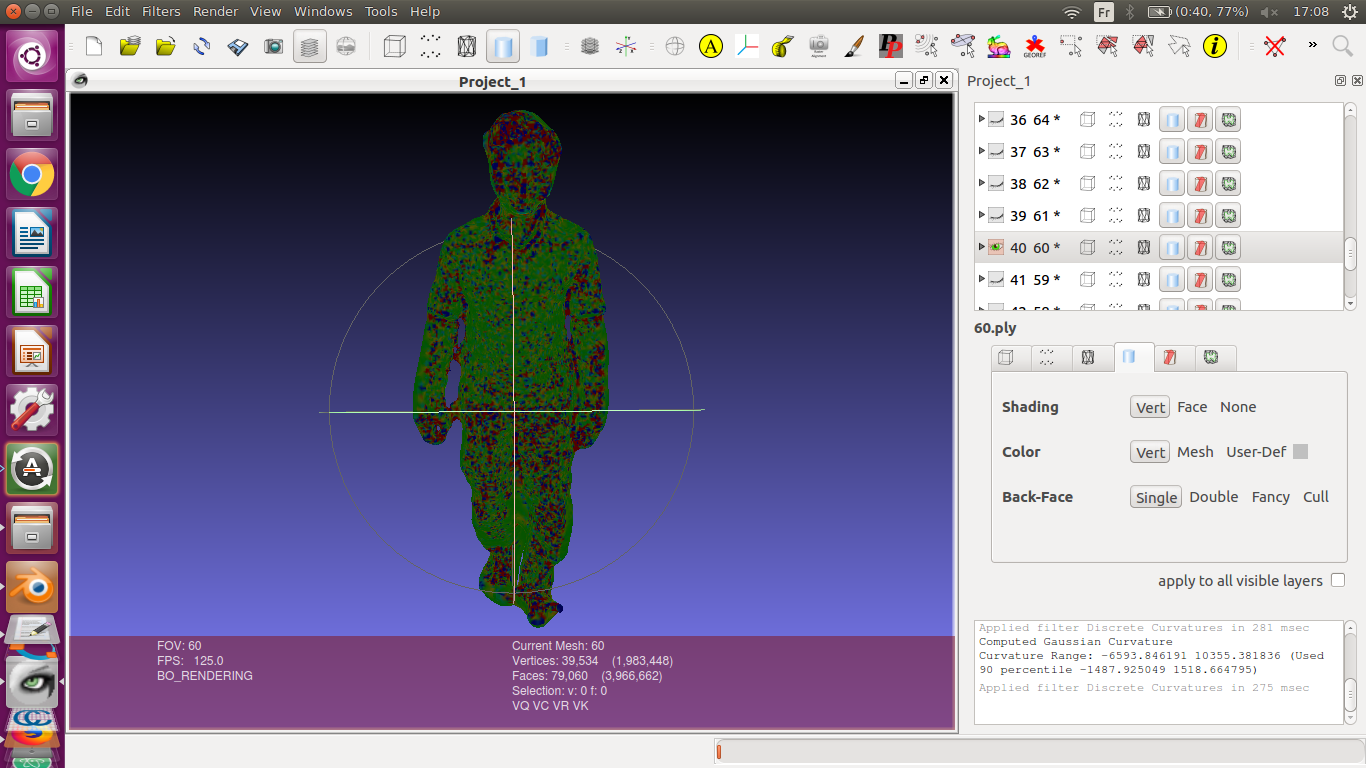 File Edit Filters Render View Windows Tools Help
Fr
(0:40, 77%)
17:08
A
PP
GEOREF
i
»
Project_1
Project_1
36 64 *
37 63 *
38 62 *
39 61 *
40 60 *
41 59 *
60.ply
Shading Vert Face None
Color Vert Mesh User-Def
Back-Face Single Double Fancy Cull
apply to all visible layers
FOV: 60
FPS: 125.0
BO_RENDERING
Current Mesh: 60
Vertices: 39,534 (1,983,448)
Faces: 79,060 (3,966,662)
Selection: v: 0 f: 0
VQ VC VR VK
Applied filter Discrete Curvatures in 281 msec
Computed Gaussian Curvature
Curvature Range: -6593.846191 10355.381836 (Used
90 percentile -1487.925049 1518.664795)
Applied filter Discrete Curvatures in 275 msec